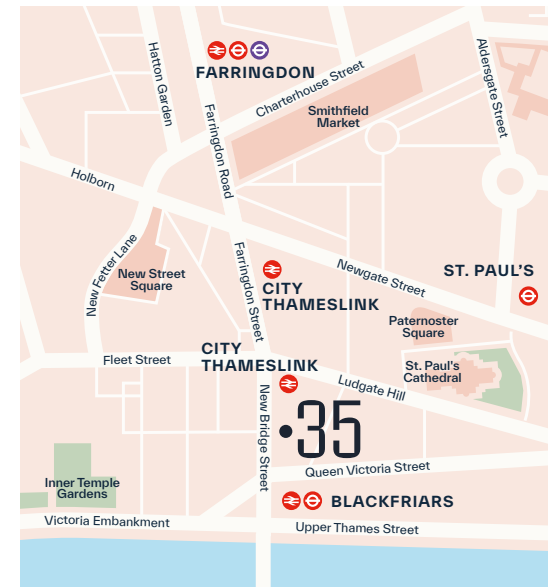 Hatton Garden
FARRINGDON
Charterhouse Street
Aldersgate Street
Farringdon Road
Smithfield
Market
Holborn
New Fetter Lane
New Street
Square
Farringdon Street
CITY
THAMESLINK
Newgate Street
ST. PAUL'S
Paternoster
Square
CITY
THAMESLINK
Fleet Street
St. Paul's
Cathedral
Ludgate Hill
New Bridge Street
35
Queen Victoria Street
Inner Temple
Gardens
BLACKFRIARS
Victoria Embankment
Upper Thames Street